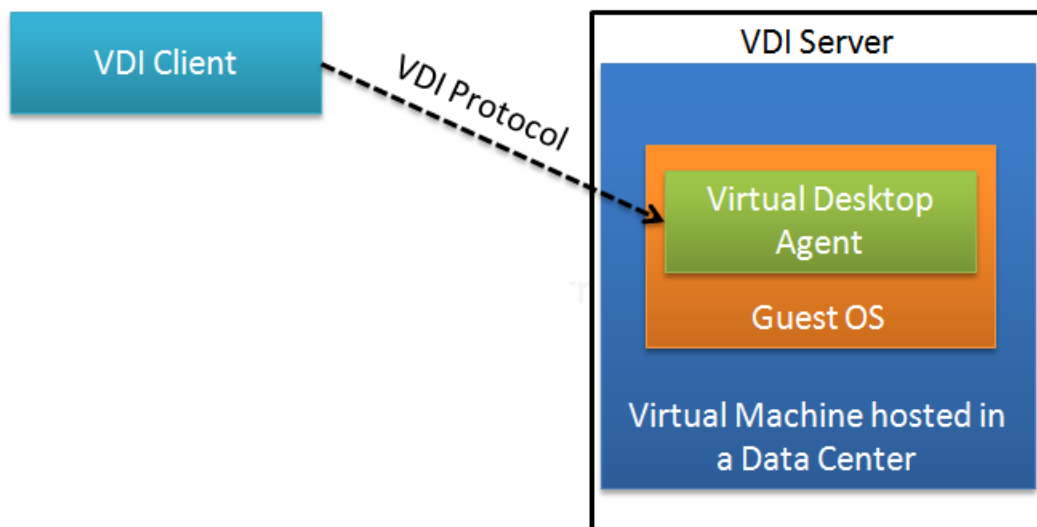 VDI Client
VDI Protocol
VDI Server
Virtual Desktop
Agent
Guest OS
Virtual Machine hosted in
a Data Center